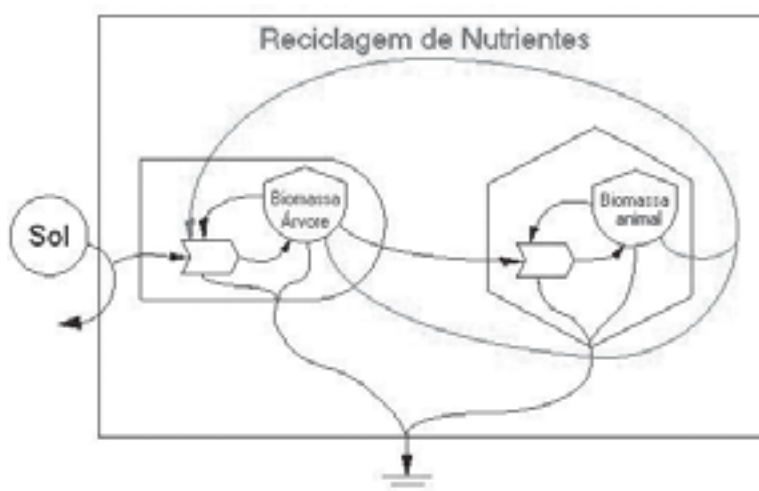 Reciclagem de Nutrientes
Sol
Biomassa
Árvore
Biomassa
animal